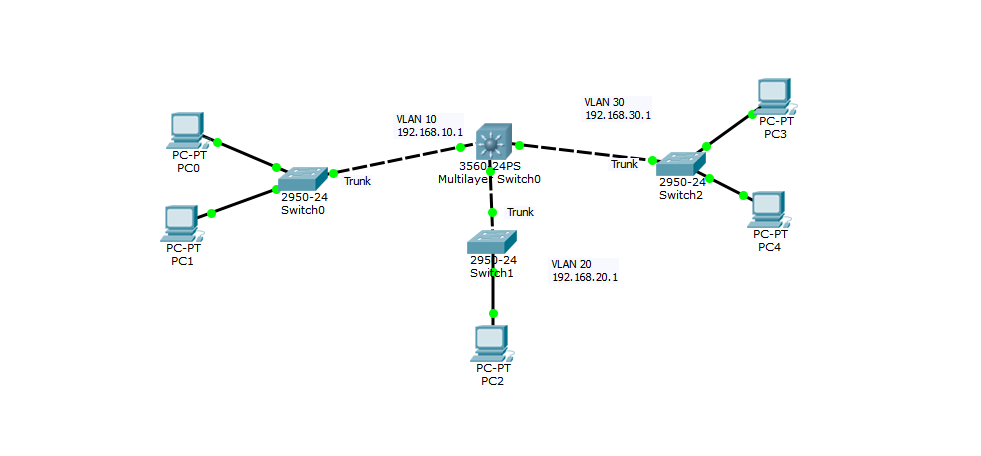 VLAN 30
192.168.30.1
VLAN 10
192.168.10.1
PC-PT
PC3
PC-PT
PC0
3560-24PS
Multilayer Switch0
Trunk
Trunk
2950-24
Switch0
2950-24
Switch2
Trunk
PC-PT
PC1
PC-PT
PC4
2950-24
Switch1
VLAN 20
192.168.20.1
PC-PT
PC2